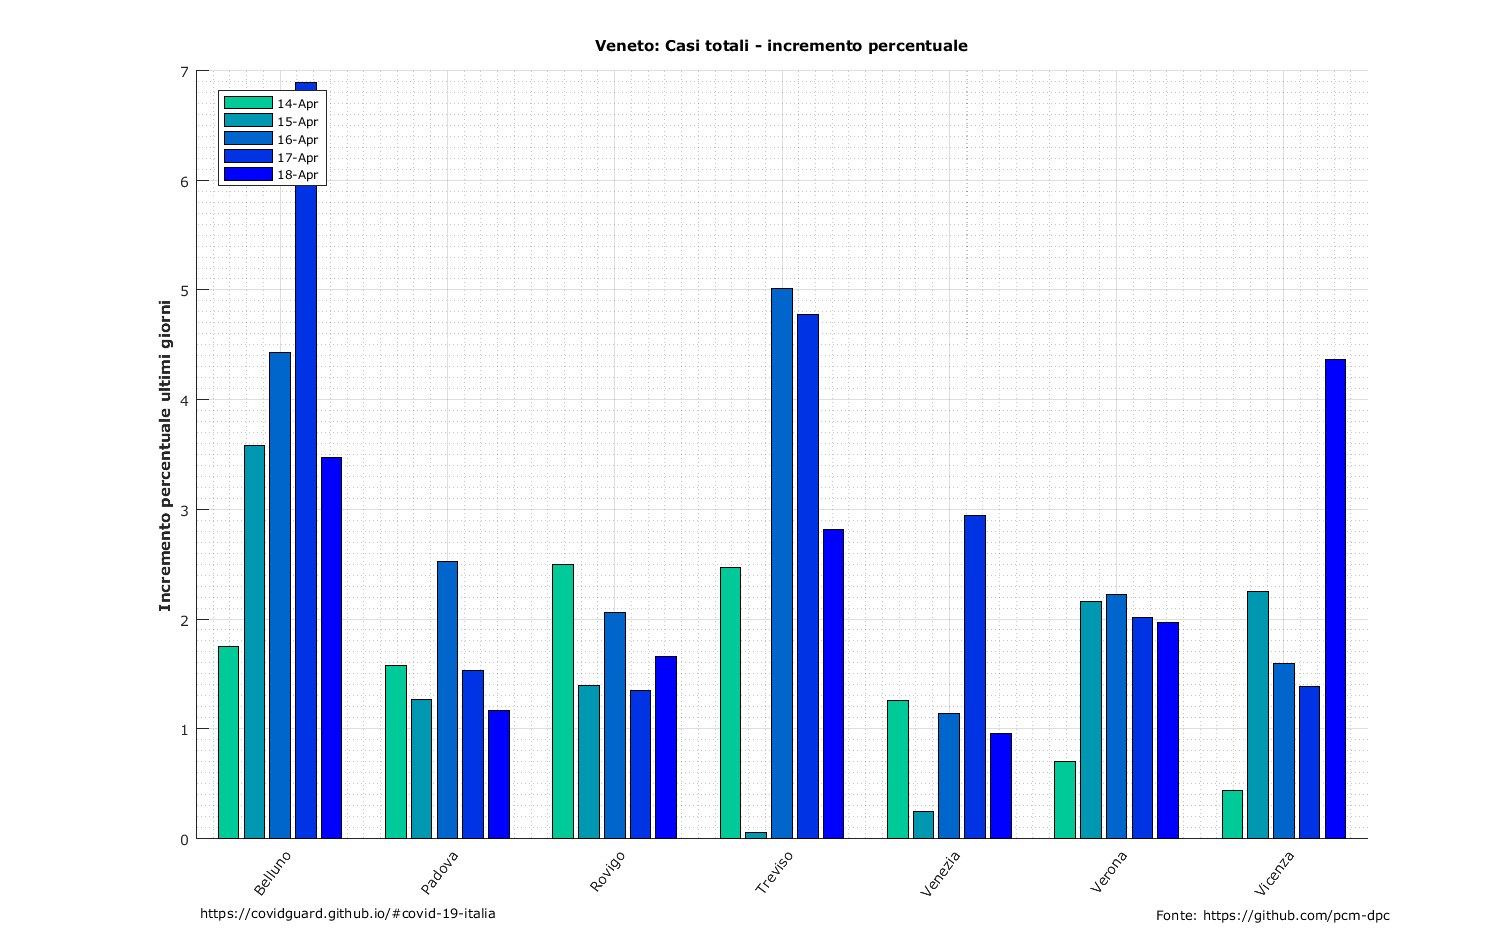 Veneto: Casi totali - incremento percentuale
7
6
5
4
3
2
1
0
Incremento percentuale ultimi giorni
14-Apr
15-Apr
16-Apr
17-Apr
18-Apr
Belluno
Padova
Rovigo
Treviso
Venezia
Verona
Vicenza
https://covidguard.github.io/#covid-19-italia
Fonte: https://github.com/pcm-dpc